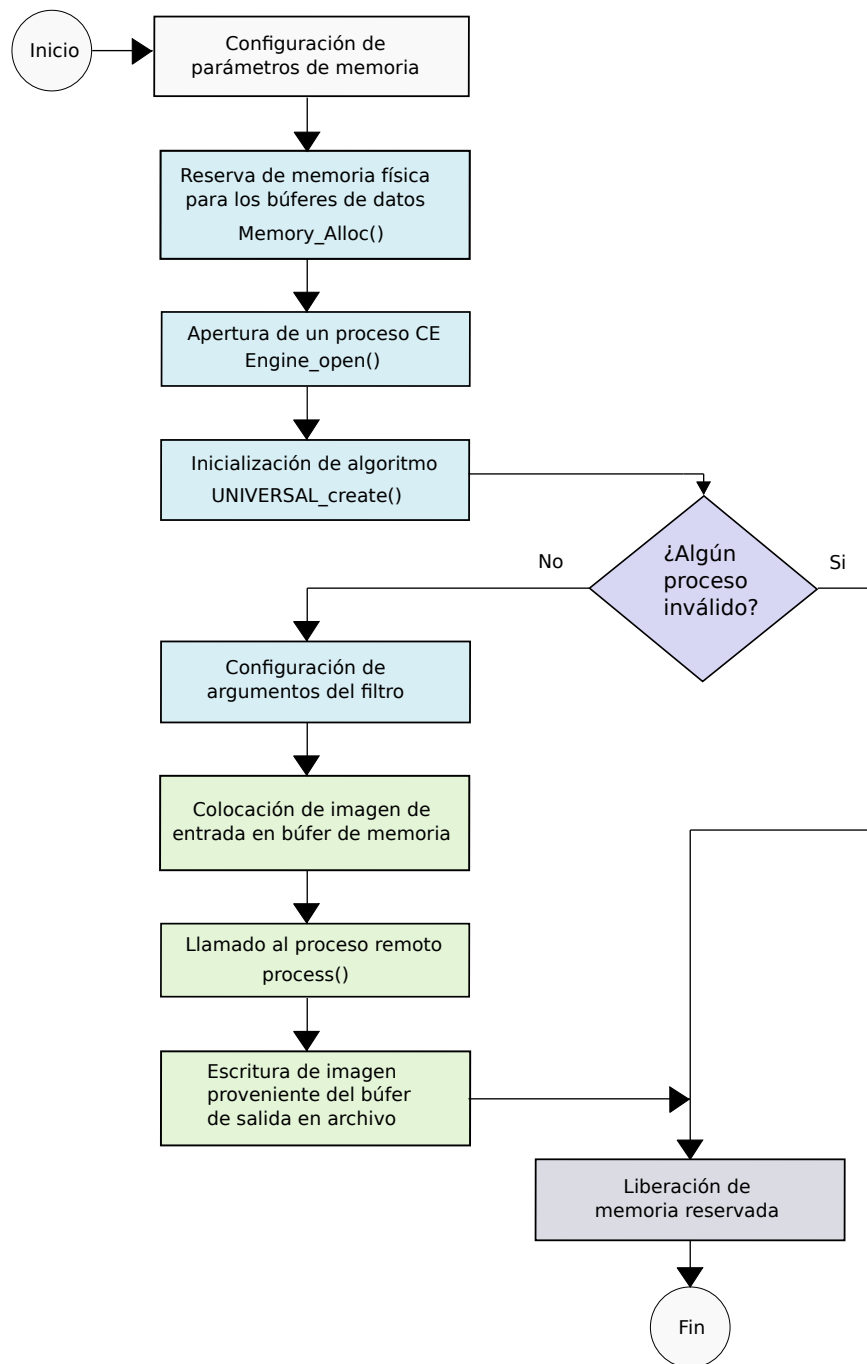 Inicio
Configuración de
parámetros de memoria
Reserva de memoria física
para los búferes de datos
Memory_Alloc()
Apertura de un proceso CE
Engine_open()
Inicialización de algoritmo
UNIVERSAL_create()
¿Algún
proceso
inválido?
No
Si
Configuración de
argumentos del filtro
Colocación de imagen de
entrada en búfer de memoria
Llamado al proceso remoto
process()
Escritura de imagen
proveniente del búfer
de salida en archivo
Liberación de
memoria reservada
Fin